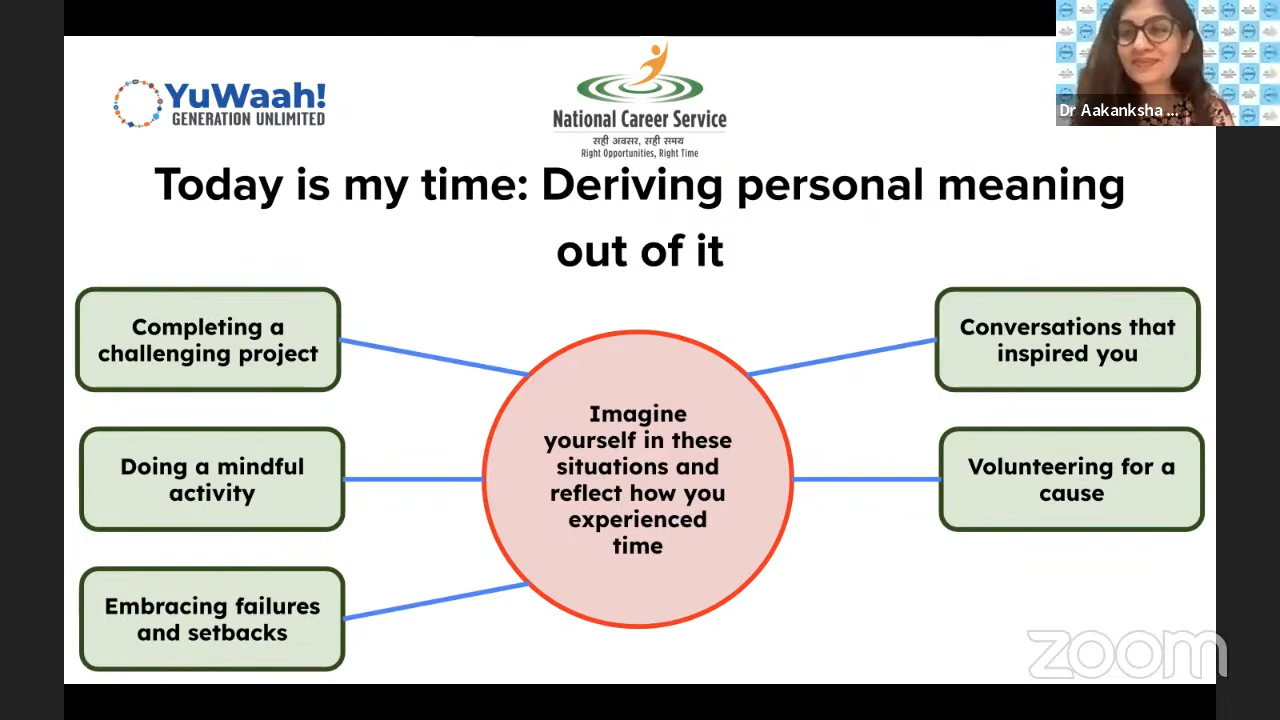 YuWaah!
GENERATION UNLIMITED
National Career Service
सही अवसर, सही समय
Right Opportunities, Right Time
Dr Aakanksha ...
Today is my time: Deriving personal meaning
out of it
Completing a
challenging project
Doing a mindful
activity
Embracing failures
and setbacks
Imagine
yourself in these
situations and
reflect how you
experienced
time
Conversations that
inspired you
Volunteering for a
cause
zoom